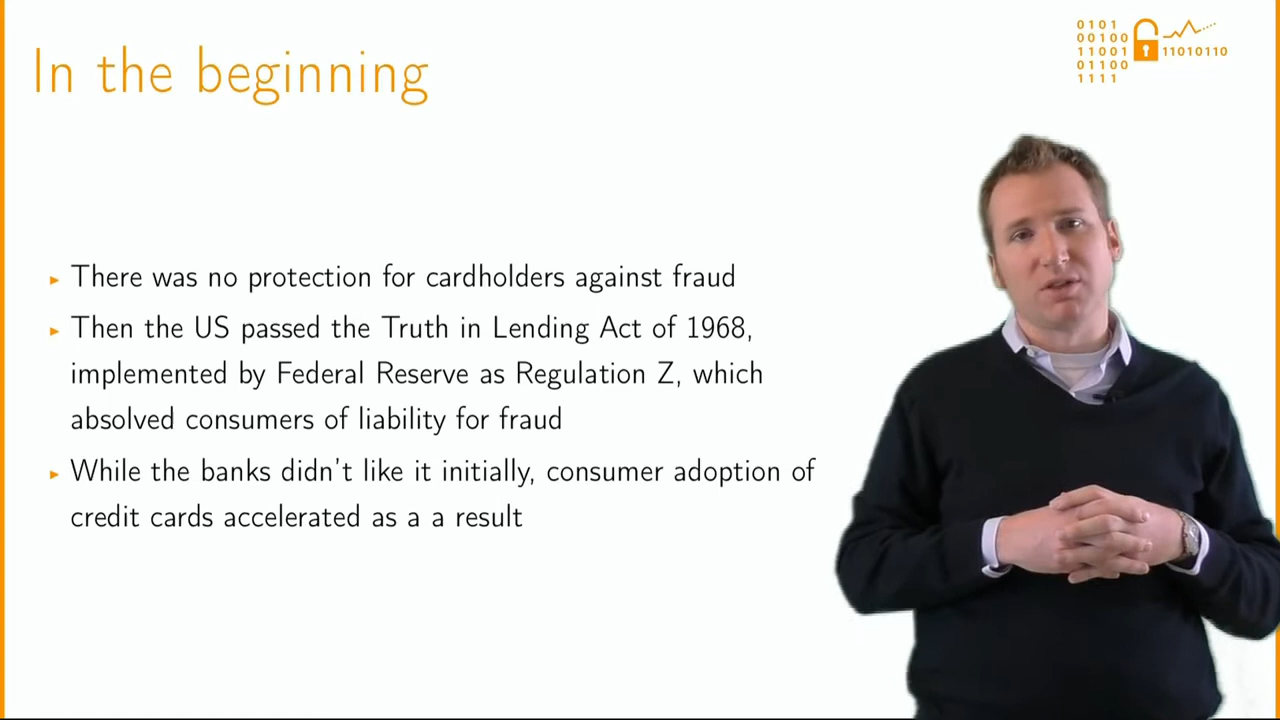 In the beginning
0101
00100
11001
11010110
01100
1111
There was no protection for cardholders against fraud
Then the US passed the Truth in Lending Act of 1968,
implemented by Federal Reserve as Regulation Z, which
absolved consumers of liability for fraud
While the banks didn't like it initially, consumer adoption of
credit cards accelerated as a a result